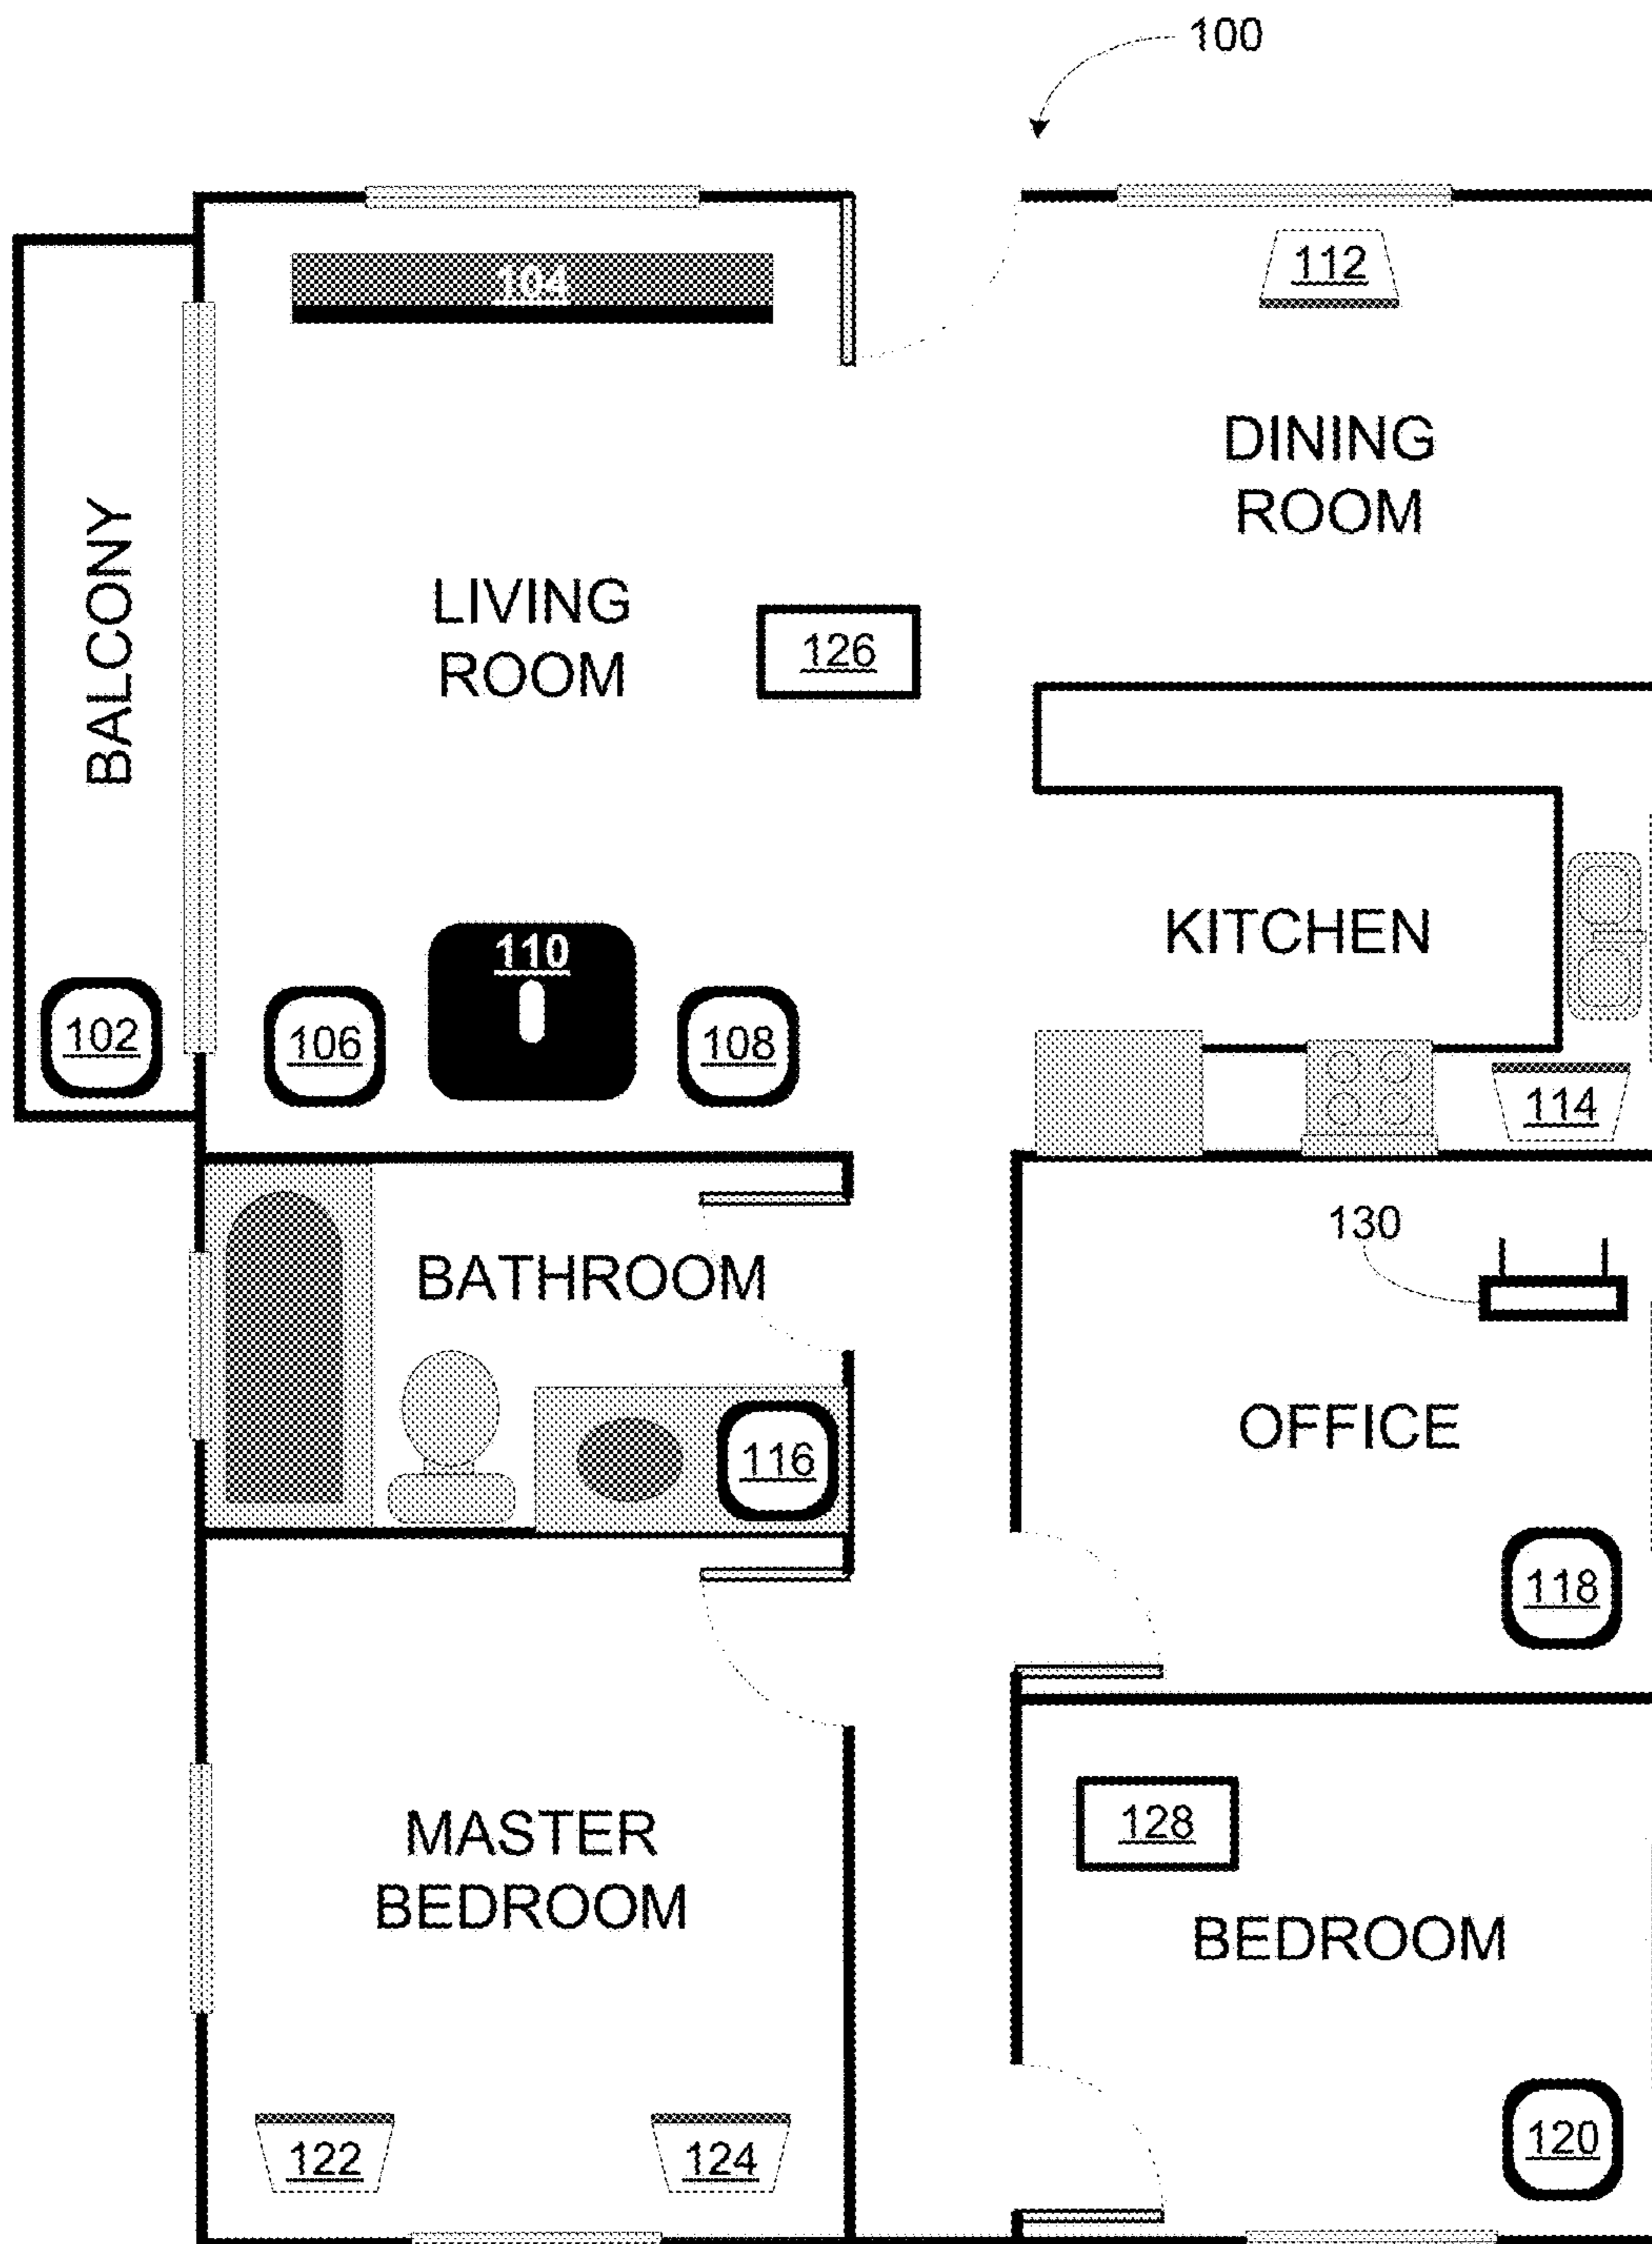 100
104
112
DINING
ROOM
BALCONY
LIVING
ROOM
126
KITCHEN
110
102
106
108
114
130
BATHROOM
OFFICE
116
118
128
MASTER
BEDROOM
BEDROOM
122
124
120